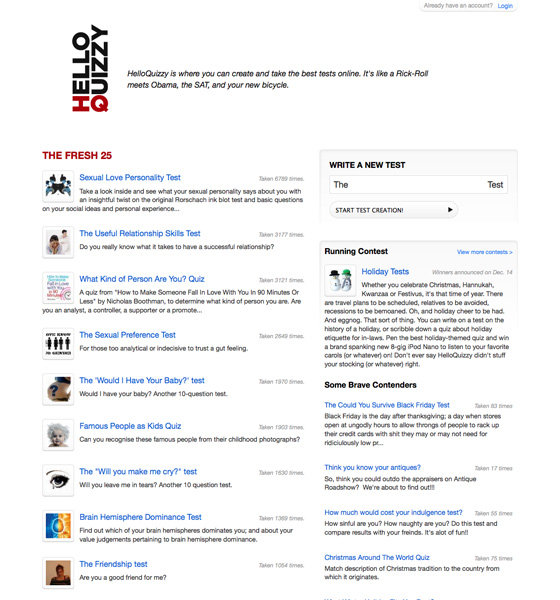 Already have an account? Login
HELLO
QUIZZY
HelloQuizzy is where you can create and take the best tests online. It's like a Rick-Roll
meets Obama, the SAT, and your new bicycle.
THE FRESH 25
Sexual Love Personality Test
Taken 6789 times.
Take a look inside and see what your sexual personality says about you with
an insightful twist on the original Rorschach ink blot test and basic questions
on your social ideas and personal experience...
The Useful Relationship Skills Test
Taken 3177 times.
Do you really know what it takes to have a successful relationship?
What Kind of Person Are You? Quiz
Taken 3121 times.
A quiz from "How to Make Someone Fall in Love With You In 90 Minutes Or
Less" by Nicholas Boothman, to determine what kind of person you are. Are
you an analyst, a controller, a supporter or a promote...
The Sexual Preference Test
Taken 2649 times.
For those too analytical or indecisive to trust a gut feeling.
The 'Would I Have Your Baby?' test
Taken 1970 times.
Would I have your baby? Another 10-question test.
Famous People as Kids Quiz
Taken 1903 times.
Can you recognise these famous people from their childhood photographs?
The "Will you make me cry?" test
Taken 1630 times.
Will you leave me in tears? Another 10 question test.
Brain Hemisphere Dominance Test
Taken 1369 times.
Find out which of your brain hemispheres dominates you; and about your
value judgements pertaining to brain hemisphere dominance.
The Friendship test
Taken 1054 times.
Are you a good friend for me?
WRITE A NEW TEST
The Test
START TEST CREATION!
Running Contest
View more contests >
Holiday Tests
Winners announced on Dec. 14
Whether you celebrate Christmas, Hannukah,
Kwanzaa or Festivus, it's that time of year. There
are travel plans to be scheduled, relatives to be avoided,
recessions to be bemoaned. Oh, and holiday cheer to be had.
And eggnog. That sort of thing. You can write on a test on the
history of a holiday, or scribble down a quiz about holiday
etiquette for in-laws. Pen the best holiday-themed quiz and win
a brand spanking new 8-gig iPod Nano to listen to your favorite
carols (or whatever) on! Don't ever say HelloQuizzy didn't stuff
your stocking (or whatever) right.
Some Brave Contenders
The Could You Survive Black Friday Test
Taken 83 times
Black Friday is the day after thanksgiving; a day when stores
open at ungodly hours to allow throngs of people to rack up
their credit cards with shit they may or may not need for
ridiculously low pr...
Think you know your antiques?
Taken 17 times
So, think you could outdo the appraisers on Antique
Roadshow? We're about to find out!!!
How much would cost your indulgence test?
Taken 55 times
How sinful are you? How naughty are you? Do this test and
compare results with your freinds. It's alot of fun!!
Christmas Around The World Quiz
Taken 75 times
Match description of Christmas tradition to the country from
which it originates.